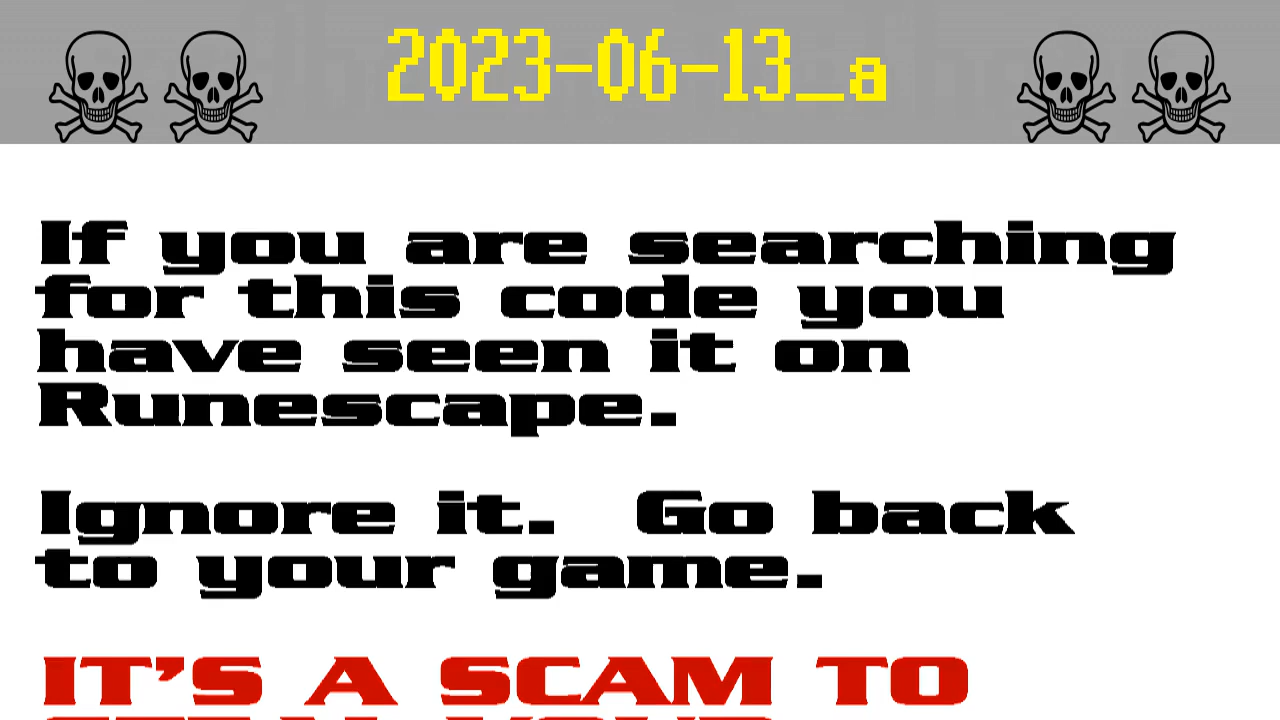 2023-06-13_a
If you are searching
for this code you
have seen it on
Runescape.
Ignore it. Go back
to your game.
IT'S A SCAM TO